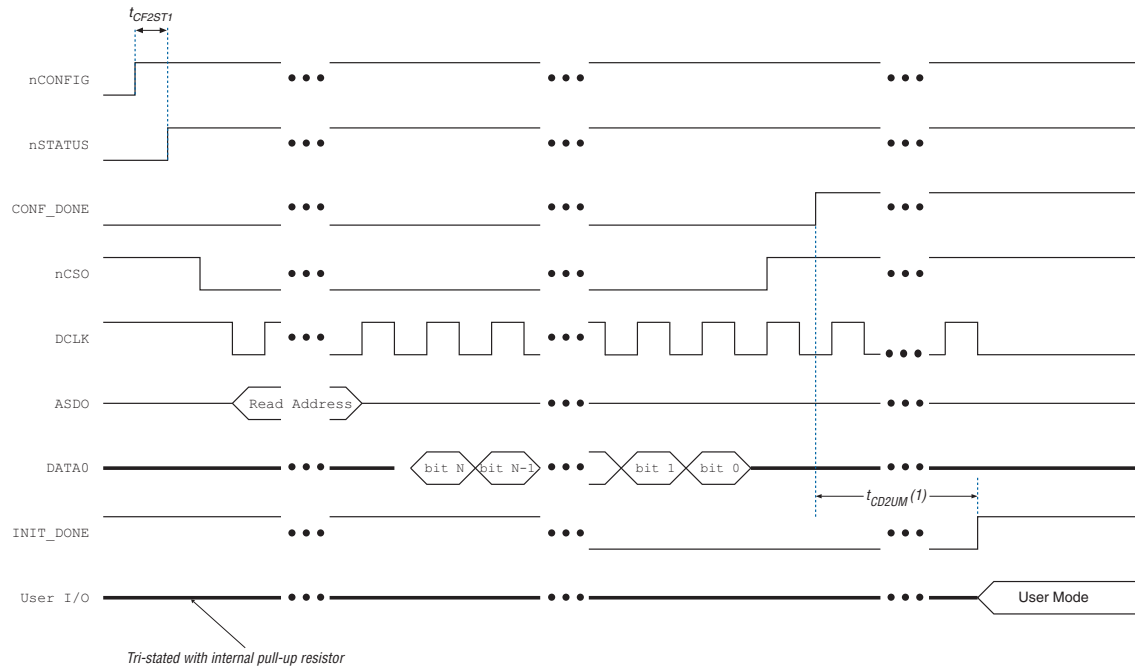 tCF2ST1
nCONFIG
nSTATUS
CONF_DONE
nCSO
DCLK
ASDO
Read Address
DATA0
bit N
bit N-1
bit 1
bit 0
tCD2UM (1)
INIT_DONE
User I/O
User Mode
Tri-stated with internal pull-up resistor